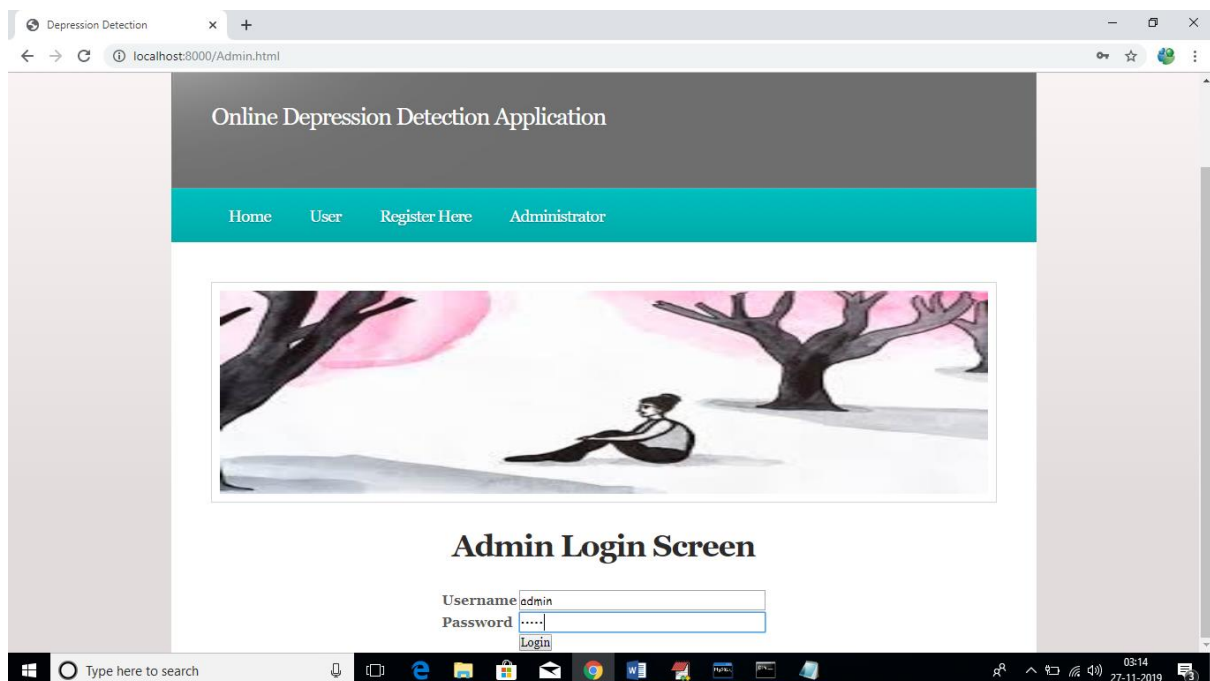 Depression Detection
localhost:8000/Admin.html
Online Depression Detection Application
Home User Register Here Administrator
Admin Login Screen
Username admin
Password •••••
Login
Type here to search
03:14
27-11-2019